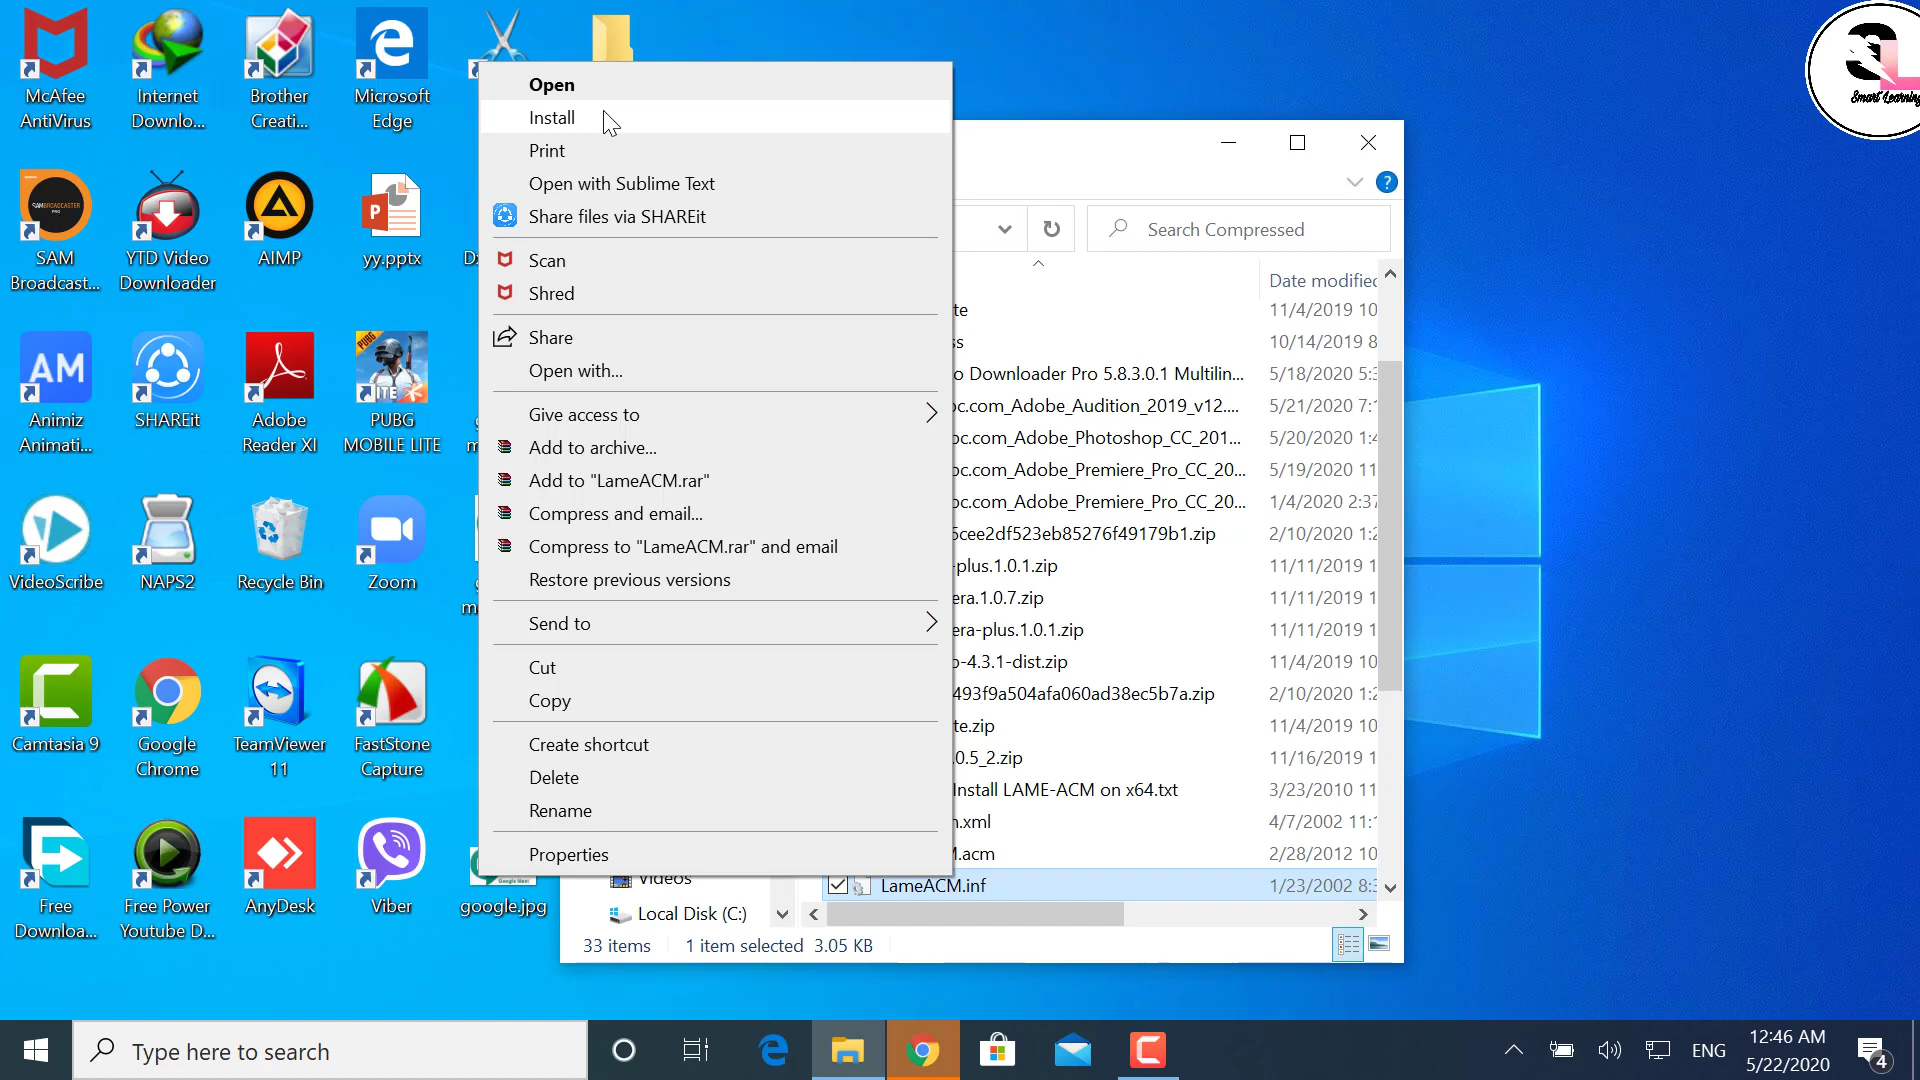 McAfee
AntiVirus
Internet
Downlo...
Brother
Creati...
Microsoft
Edge
SAM
Broadcast...
YTD Video
Downloader
AIMP
yy.pptx
Animiz
Animati...
SHAREit
Adobe
Reader XI
PUBG
MOBILE LITE
VideoScribe
NAPS2
Recycle Bin
Zoom
Camtasia 9
Google
Chrome
TeamViewer
11
FastStone
Capture
Free
Downloa...
Free Power
Youtube D...
AnyDesk
Viber
google.jpg
Open
Install
Print
Open with Sublime Text
Share files via SHAREit
Scan
Shred
Share
Open with...
Give access to
Add to archive...
Add to "LameACM.rar"
Compress and email...
Compress to "LameACM.rar" and email
Restore previous versions
Send to
Cut
Copy
Create shortcut
Delete
Rename
Properties
Search Compressed
Date modified
te 11/4/2019 10
ss 10/14/2019 8
o Downloader Pro 5.8.3.0.1 Multilin... 5/18/2020 5:3
pc.com_Adobe_Audition_2019_v12.... 5/21/2020 7:1
pc.com_Adobe_Photoshop_CC_201... 5/20/2020 1:4
pc.com_Adobe_Premiere_Pro_CC_20... 5/19/2020 11
pc.com_Adobe_Premiere_Pro_CC_20... 1/4/2020 2:37
6cee2df523eb85276f49179b1.zip 2/10/2020 1:2
-plus.1.0.1.zip 11/11/2019 1
era.1.0.7.zip 11/11/2019 1
era-plus.1.0.1.zip 11/11/2019 1
p-4.3.1-dist.zip 11/4/2019 10
493f9a504afa060ad38ec5b7a.zip 2/10/2020 1:2
te.zip 11/4/2019 10
.0.5_2.zip 11/16/2019 1
Install LAME-ACM on x64.txt 3/23/2010 11
n.xml 4/7/2002 11:1
M.acm 2/28/2012 10
LameACM.inf 1/23/2002 8:3
Videos
Local Disk (C:)
33 items 1 item selected 3.05 KB
Smart Learning
Type here to search
ENG
12:46 AM
5/22/2020
4